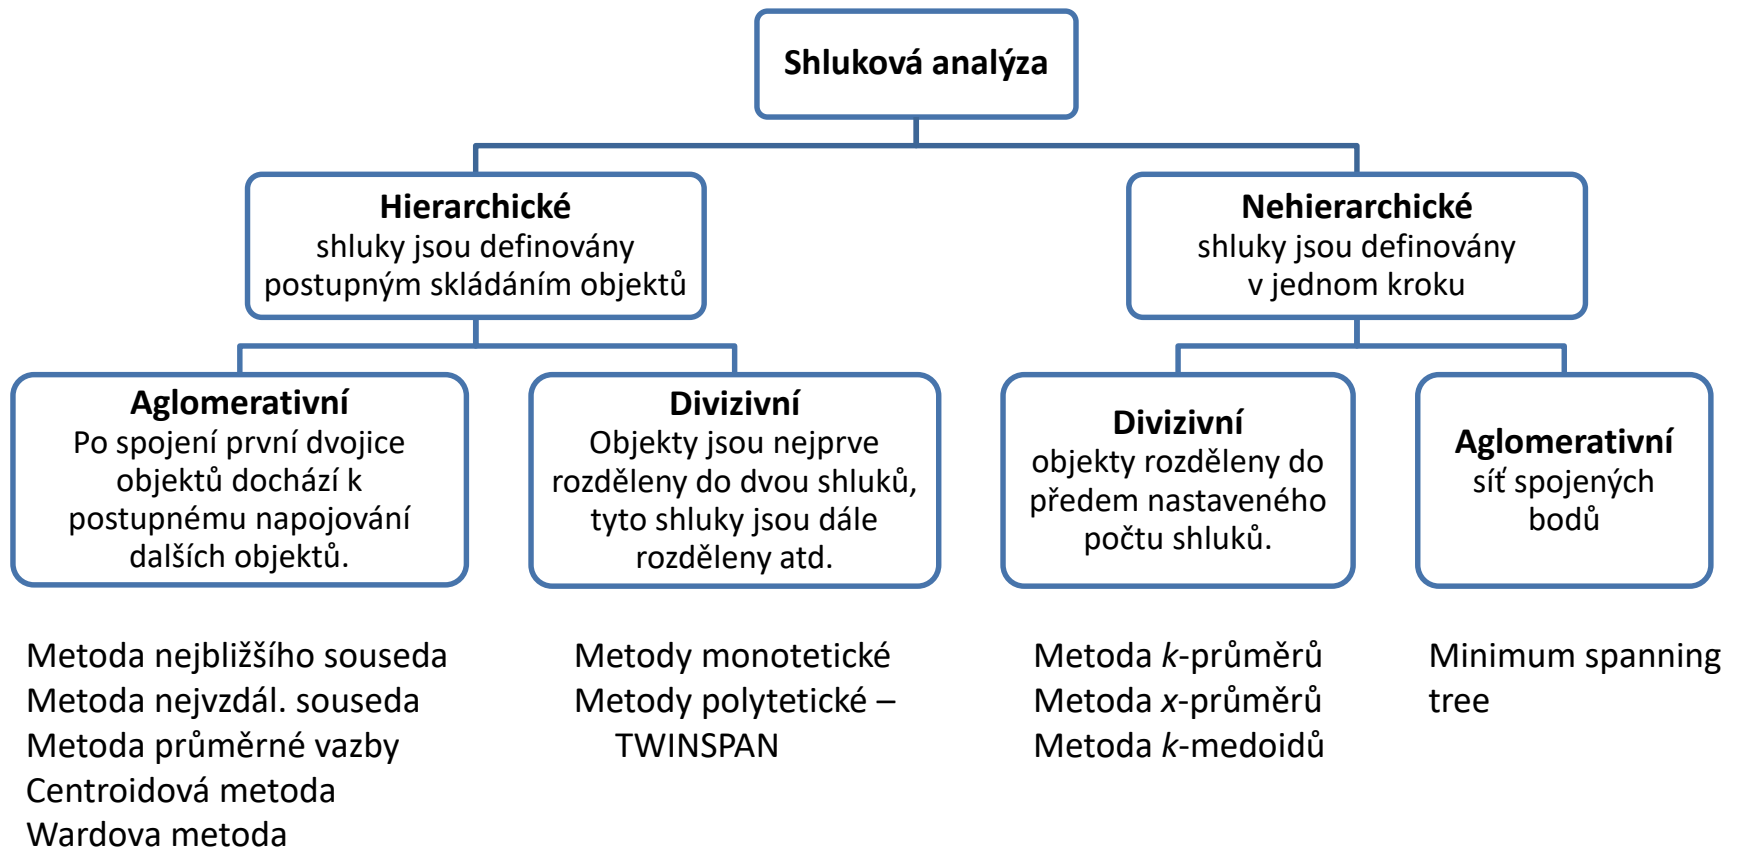 Shluková analýza
Hierarchické
shluky jsou definovány
postupným skládáním objektů
Nehierarchické
shluky jsou definovány
v jednom kroku
Aglomerativní
Po spojení první dvojice
objektů dochází k
postupnému napojování
dalších objektů.
Divizivní
Objekty jsou nejprve
rozděleny do dvou shluků,
tyto shluky jsou dále
rozděleny atd.
Divizivní
objekty rozděleny do
předem nastaveného
počtu shluků.
Aglomerativní
síť spojených
bodů
Metoda nejbližšího souseda
Metoda nejvzdál. souseda
Metoda průměrné vazby
Centroidová metoda
Wardova metoda
Metody monotetické
Metody polytetické –
TWINSPAN
Metoda k-průměrů
Metoda x-průměrů
Metoda k-medoidů
Minimum spanning
tree